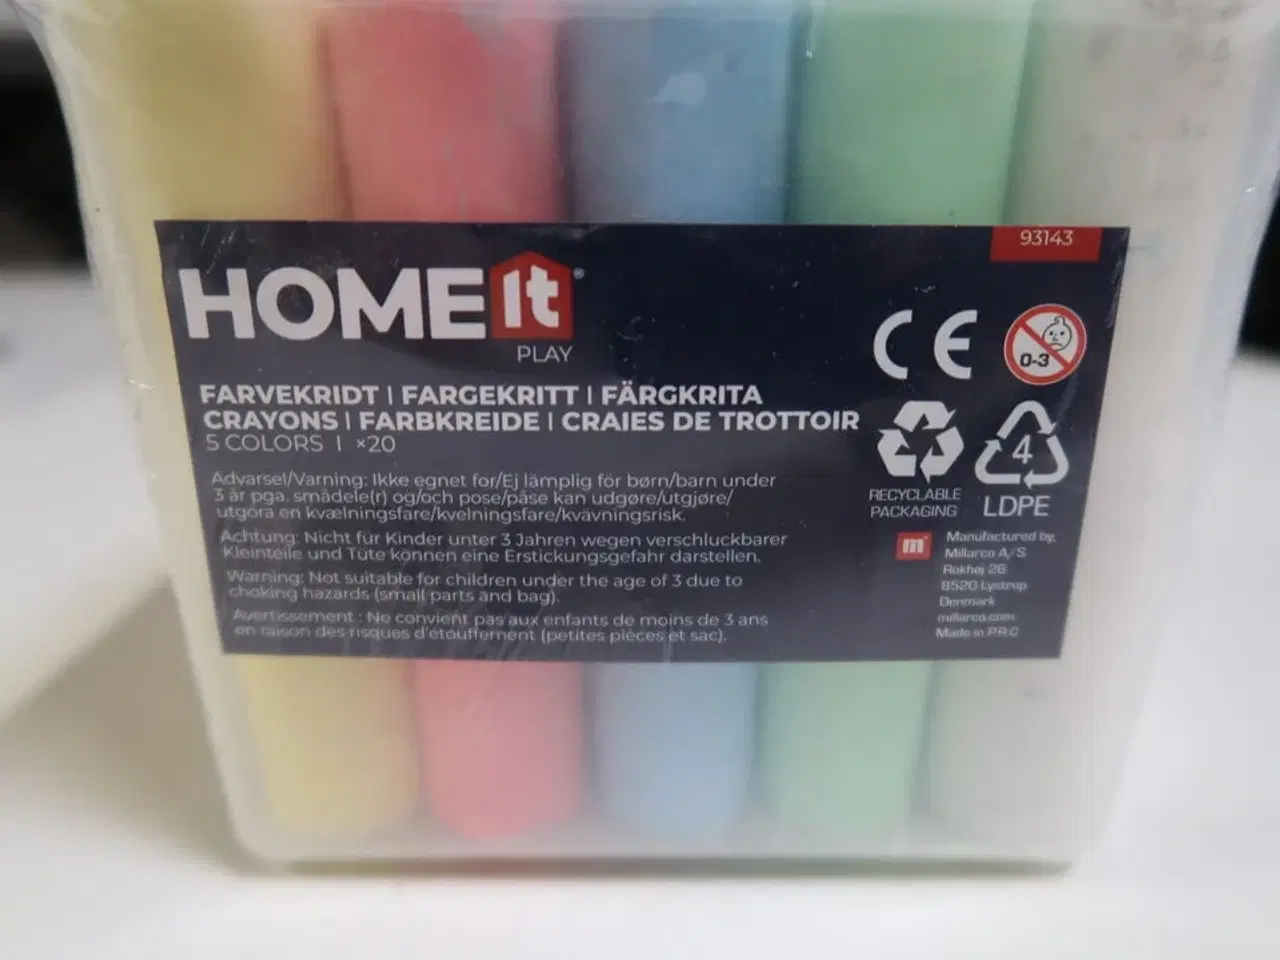 93143
HOMEIt®
PLAY
FARVEKRIDT | FARGEKRITT | FÄRGKRITA
CRAYONS | FARBKREIDE | CRAIES DE TROTTOIR
5 COLORS | ×20
Advarsel/Varning: Ikke egnet for/Ej lämplig för børn/barn under
3 år pga. smådele(r) og/och pose/påse kan udgøre/utgjøre/
utgöra en kvælningsfare/kvelningsfare/kvävningsrisk.
Achtung: Nicht für Kinder unter 3 Jahren wegen verschluckbarer
Kleinteile und Tüte können eine Erstickungsgefahr darstellen.
Warning: Not suitable for children under the age of 3 due to
choking hazards (small parts and bag).
Avertissement : Ne convient pas aux enfants de moins de 3 ans
en raison des risques d'étouffement (petites pièces et sac).
CE
0-3
4
RECYCLABLE
PACKAGING
LDPE
m
Manufactured by,
Millarco A/S
Rokhøj 26
8520 Lystrup
Denmark
millarco.com
Made in P.R.C